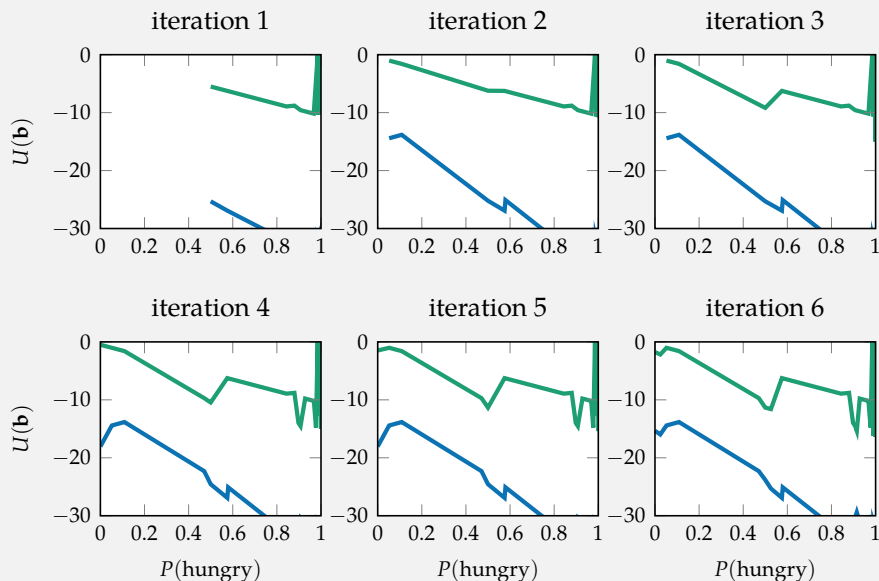 iteration 1 iteration 2 iteration 3
0 0 0
−10 −10 −10
U(b)
−20 −20 −20
−30 −30 −30
0 0.2 0.4 0.6 0.8 1 0 0.2 0.4 0.6 0.8 1 0 0.2 0.4 0.6 0.8 1
iteration 4 iteration 5 iteration 6
0 0 0
−10 −10 −10
U(b)
−20 −20 −20
−30 −30 −30
0 0.2 0.4 0.6 0.8 1 0 0.2 0.4 0.6 0.8 1 0 0.2 0.4 0.6 0.8 1
P(hungry) P(hungry) P(hungry)